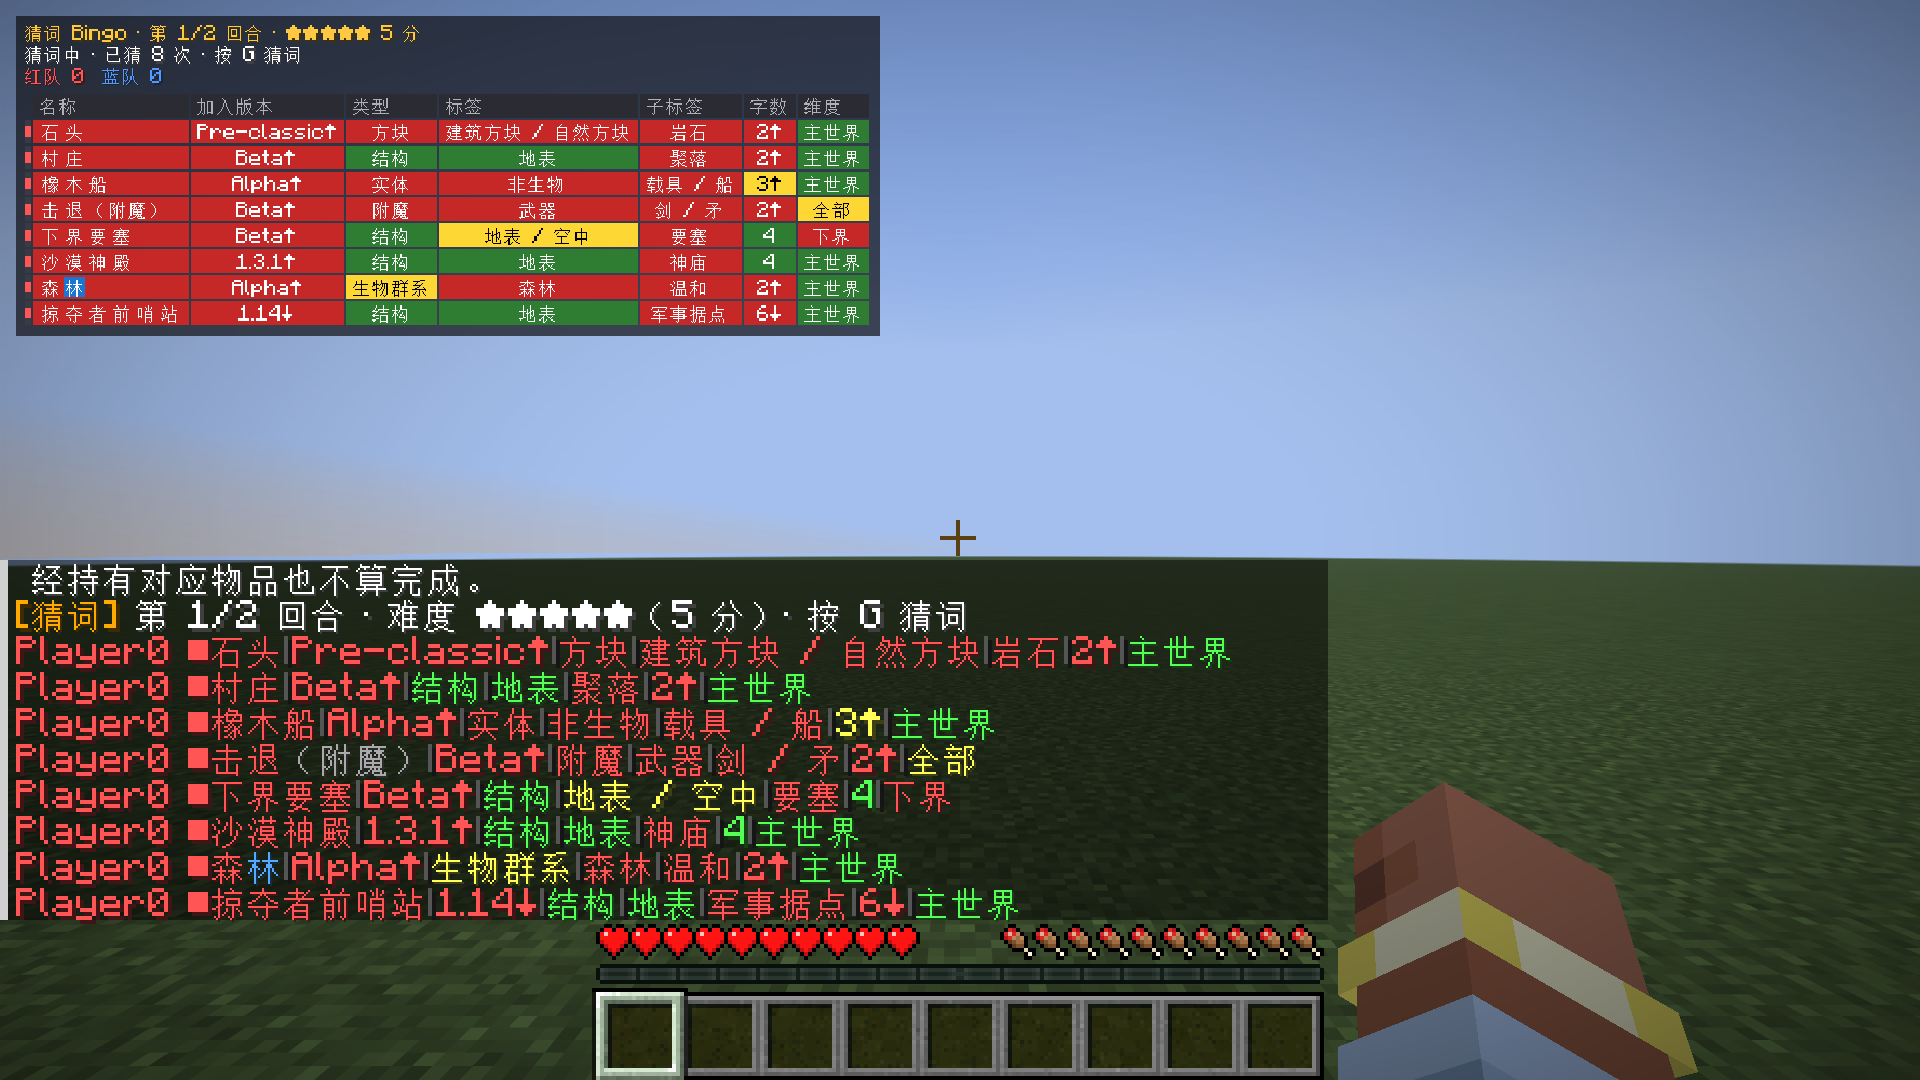 猜词 Bingo · 第 1/2 回合 · ★★★★★ 5 分
猜词中 · 已猜 8 次 · 按 G 猜词
红队 0 蓝队 0
名称 加入版本 类型 标签 子标签 字数 维度
石头 Pre-classic↑ 方块 建筑方块 / 自然方块 岩石 2↑ 主世界
村庄 Beta↑ 结构 地表 聚落 2↑ 主世界
橡木船 Alpha↑ 实体 非生物 载具 / 船 3↑ 主世界
击退（附魔） Beta↑ 附魔 武器 剑 / 矛 2↑ 全部
下界要塞 Beta↑ 结构 地表 / 空中 要塞 4 下界
沙漠神殿 1.3.1↑ 结构 地表 神庙 4 主世界
森林 Alpha↑ 生物群系 森林 温和 2↑ 主世界
掠夺者前哨站 1.14↓ 结构 地表 军事据点 6↓ 主世界
经持有对应物品也不算完成。
[猜词] 第 1/2 回合 · 难度 ★★★★★（5 分）· 按 G 猜词
Player0 ■石头|Pre-classic↑|方块|建筑方块 / 自然方块|岩石|2↑|主世界
Player0 ■村庄|Beta↑|结构|地表|聚落|2↑|主世界
Player0 ■橡木船|Alpha↑|实体|非生物|载具 / 船|3↑|主世界
Player0 ■击退（附魔）|Beta↑|附魔|武器|剑 / 矛|2↑|全部
Player0 ■下界要塞|Beta↑|结构|地表 / 空中|要塞|4|下界
Player0 ■沙漠神殿|1.3.1↑|结构|地表|神庙|4|主世界
Player0 ■森林|Alpha↑|生物群系|森林|温和|2↑|主世界
Player0 ■掠夺者前哨站|1.14↓|结构|地表|军事据点|6↓|主世界